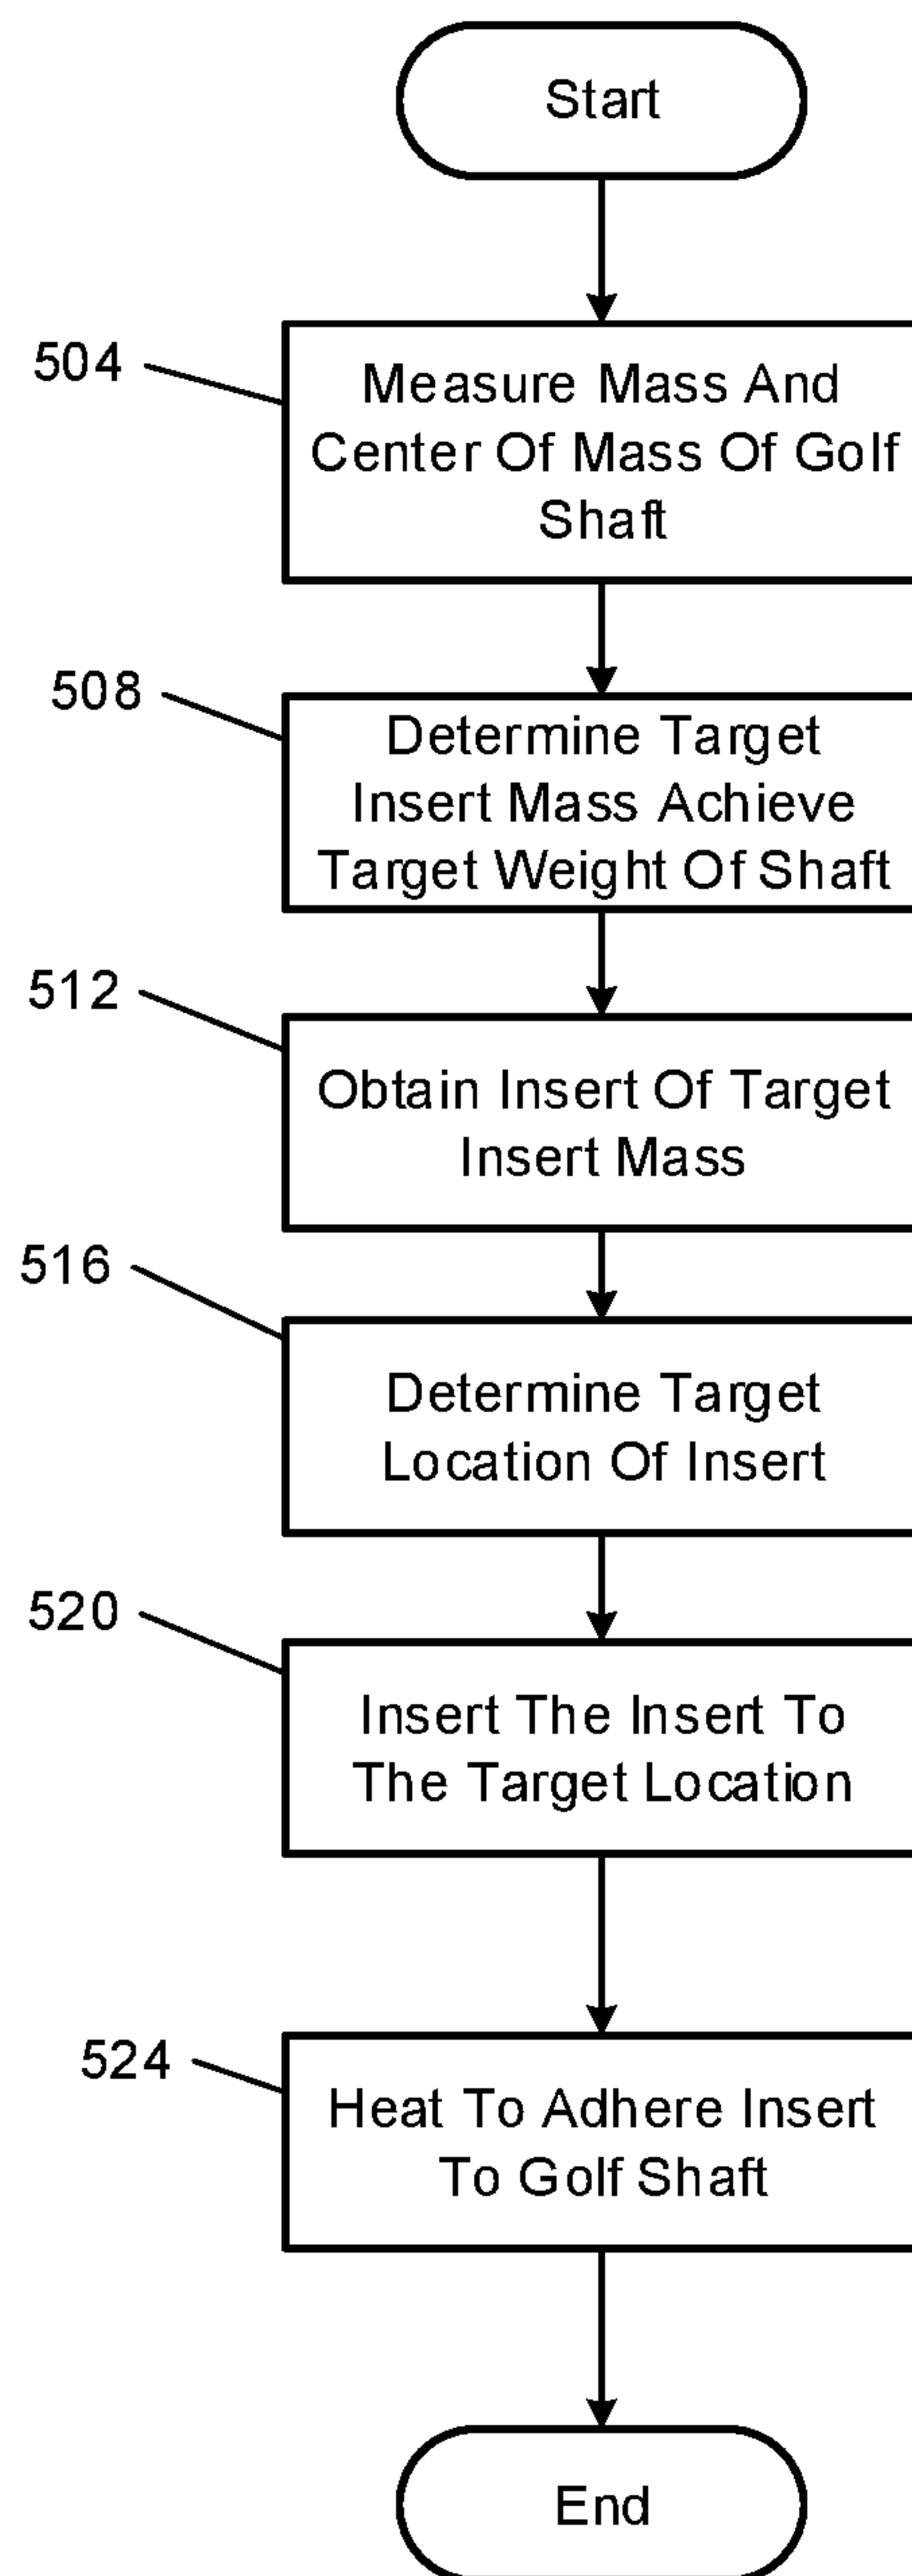 Start
504
Measure Mass And
Center Of Mass Of Golf
Shaft
508
Determine Target
Insert Mass Achieve
Target Weight Of Shaft
512
Obtain Insert Of Target
Insert Mass
516
Determine Target
Location Of Insert
520
Insert The Insert To
The Target Location
524
Heat To Adhere Insert
To Golf Shaft
End